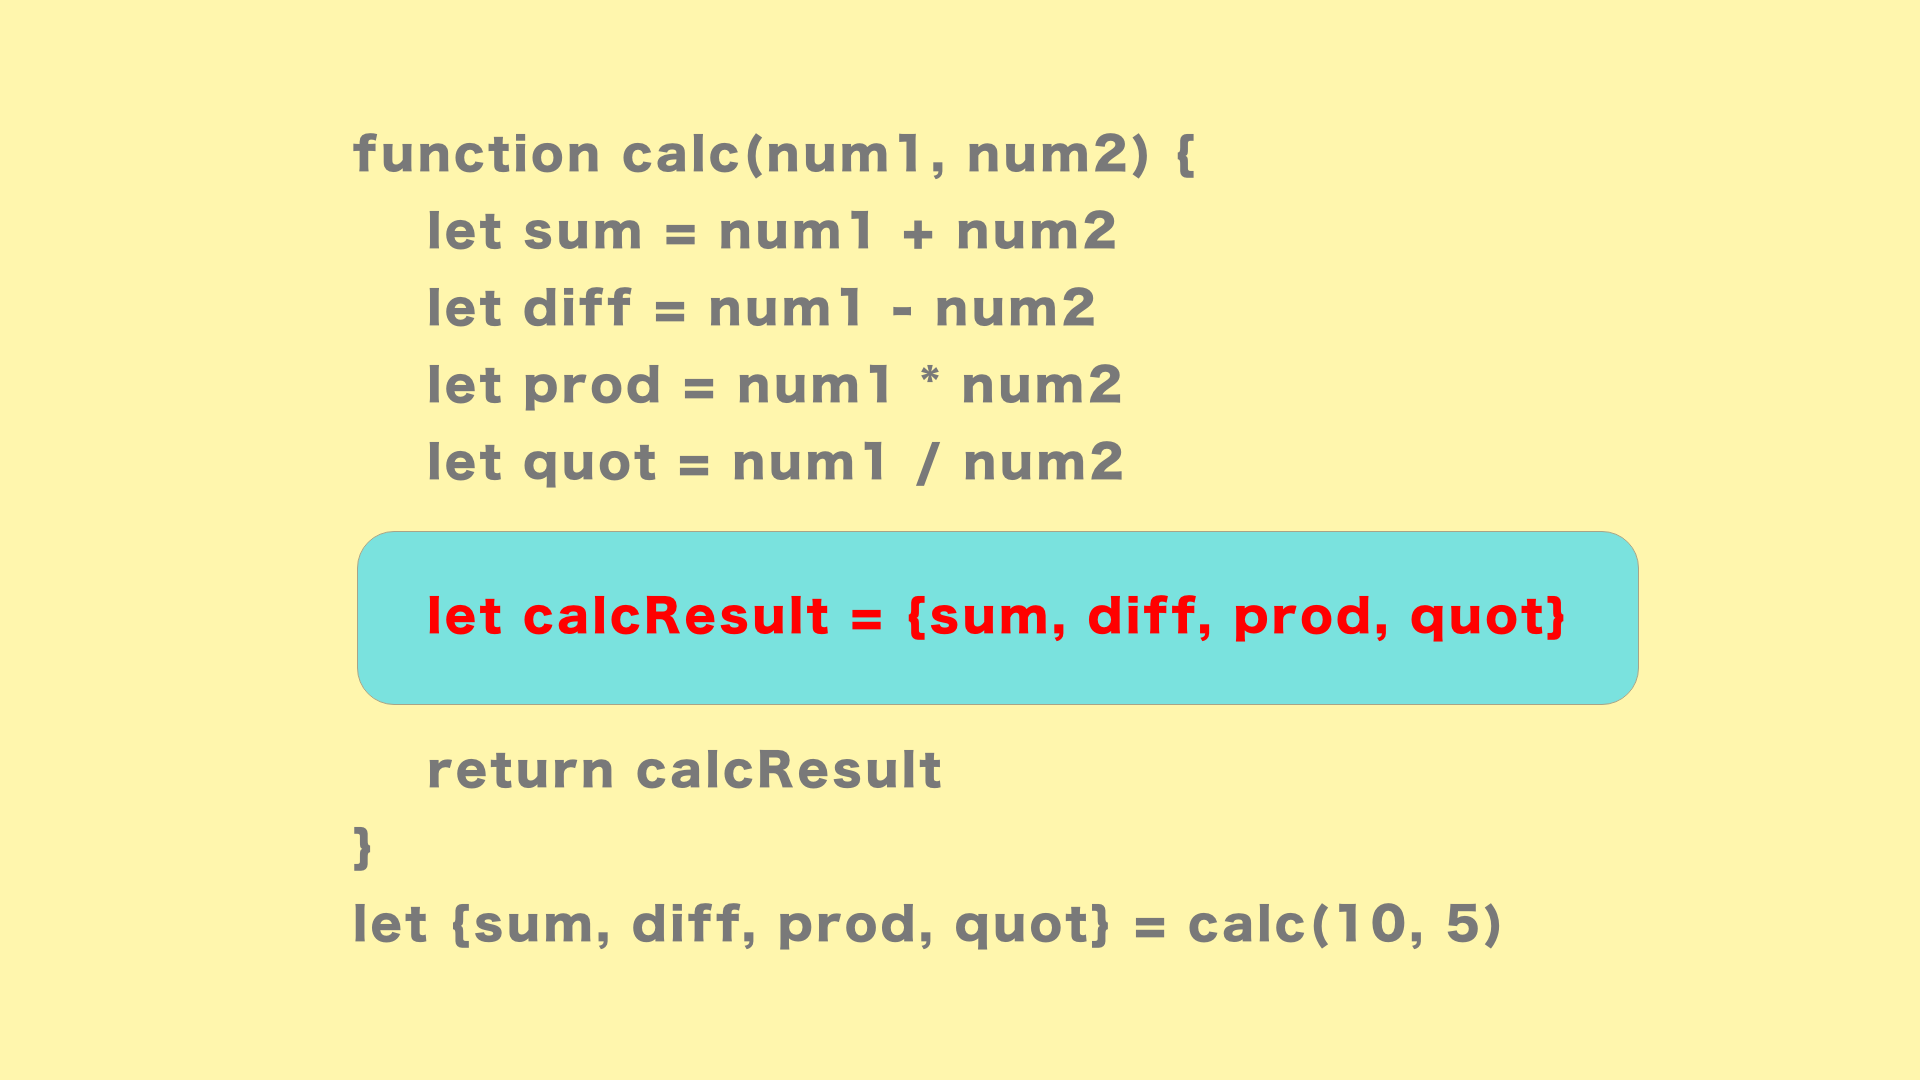 function calc(num1, num2) {
let sum = num1 + num2
let diff = num1 - num2
let prod = num1 * num2
let quot = num1 / num2
let calcResult = {sum, diff, prod, quot}
return calcResult
}
let {sum, diff, prod, quot} = calc(10, 5)